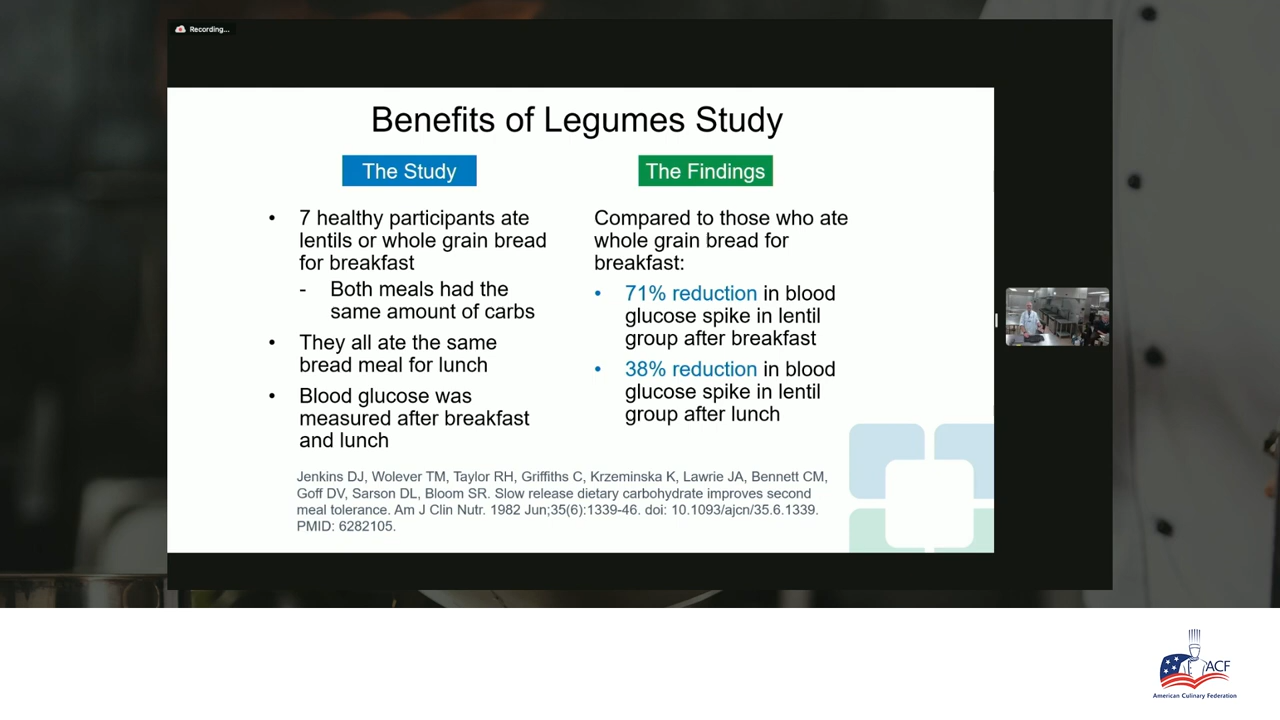 Recording...
Benefits of Legumes Study
The Study
• 7 healthy participants ate
lentils or whole grain bread
for breakfast
- Both meals had the
same amount of carbs
• They all ate the same
bread meal for lunch
• Blood glucose was
measured after breakfast
and lunch
The Findings
Compared to those who ate
whole grain bread for
breakfast:
• 71% reduction in blood
glucose spike in lentil
group after breakfast
• 38% reduction in blood
glucose spike in lentil
group after lunch
Jenkins DJ, Wolever TM, Taylor RH, Griffiths C, Krzeminska K, Lawrie JA, Bennett CM,
Goff DV, Sarson DL, Bloom SR. Slow release dietary carbohydrate improves second
meal tolerance. Am J Clin Nutr. 1982 Jun;35(6):1339-46. doi: 10.1093/ajcn/35.6.1339.
PMID: 6282105.
ACF
American Culinary Federation